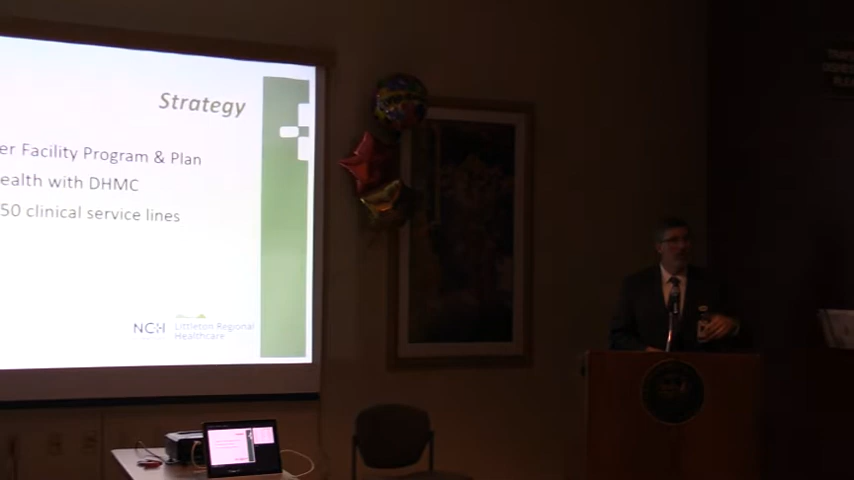 Strategy
er Facility Program & Plan
ealth with DHMC
50 clinical service lines
NCH
Littleton Regional
Healthcare